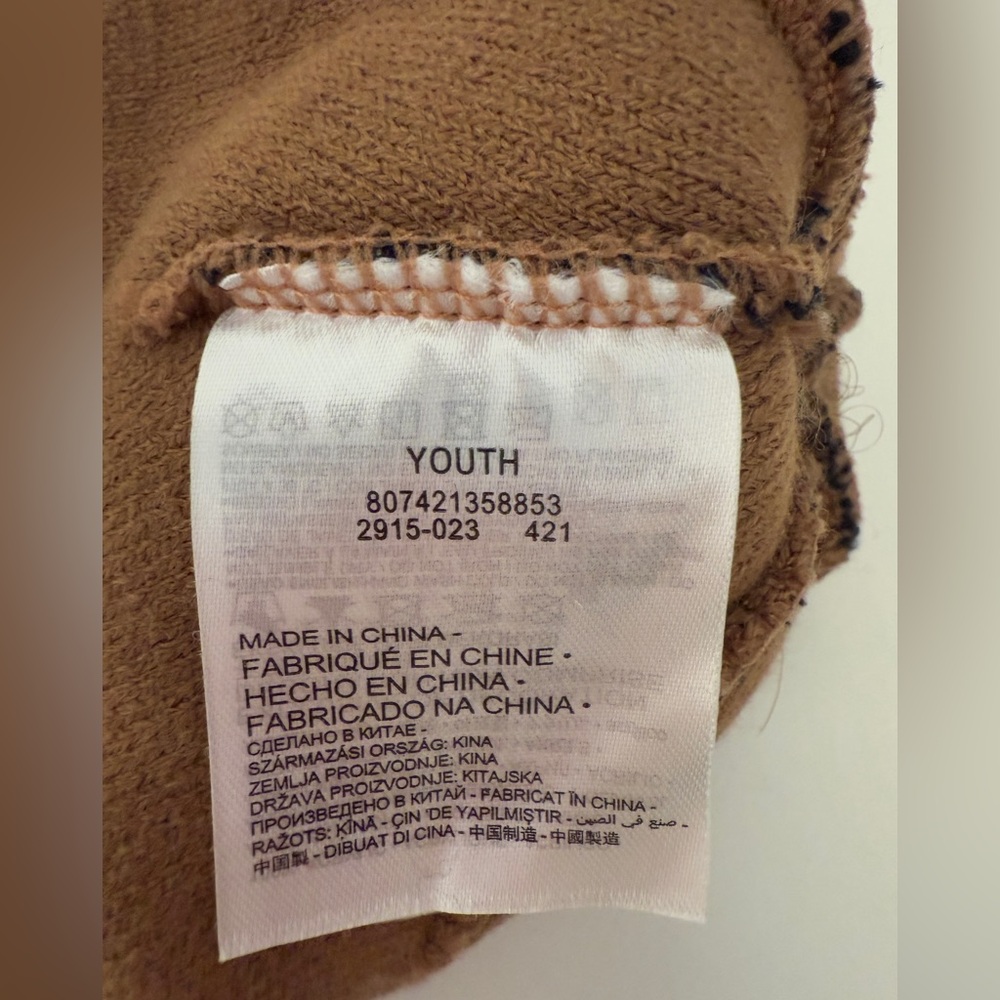 YOUTH
807421358853
2915-023 421
MADE IN CHINA -
FABRIQUÉ EN CHINE •
HECHO EN CHINA -
FABRICADO NA CHINA •
СДЕЛАНО В КИТАЕ -
SZÁRMAZÁSI ORSZÁG: KINA
ZEMLJA PROIZVODNJE: KINA
DRŽAVA PROIZVODNJE: KITAJSKA
ПРОИЗВЕДЕНО В КИТАЙ - FABRICAT ÎN CHINA -
RAŽOTS: ĶĪNĀ - ÇIN 'DE YAPILMIŞTIR - صنع في الصين -
中国製 - DIBUAT DI CINA - 中国制造 - 中國製造